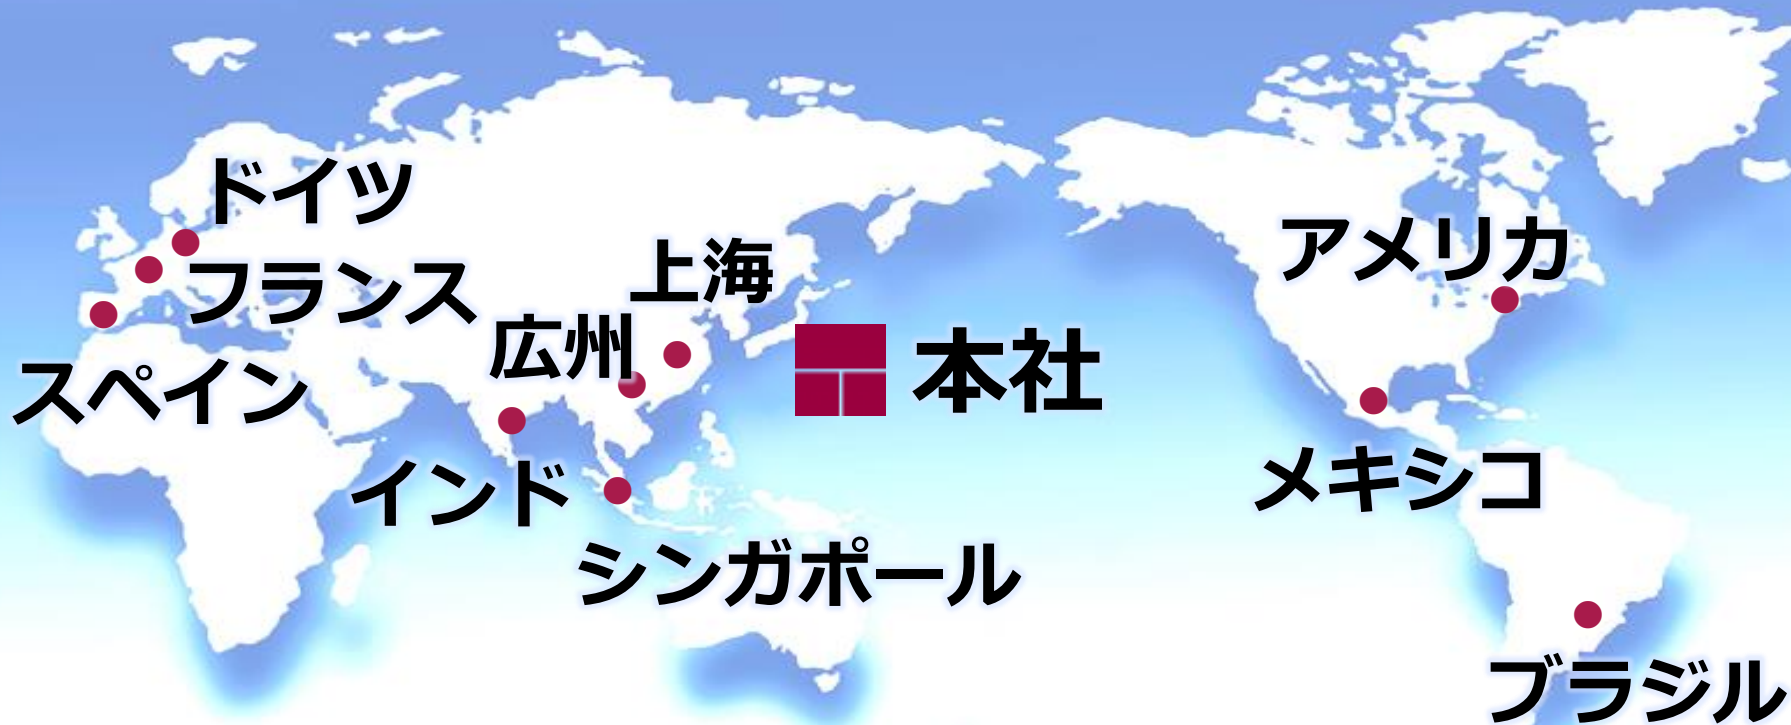 ドイツ
フランス
スペイン
上海
広州
本社
インド
シンガポール
アメリカ
メキシコ
ブラジル